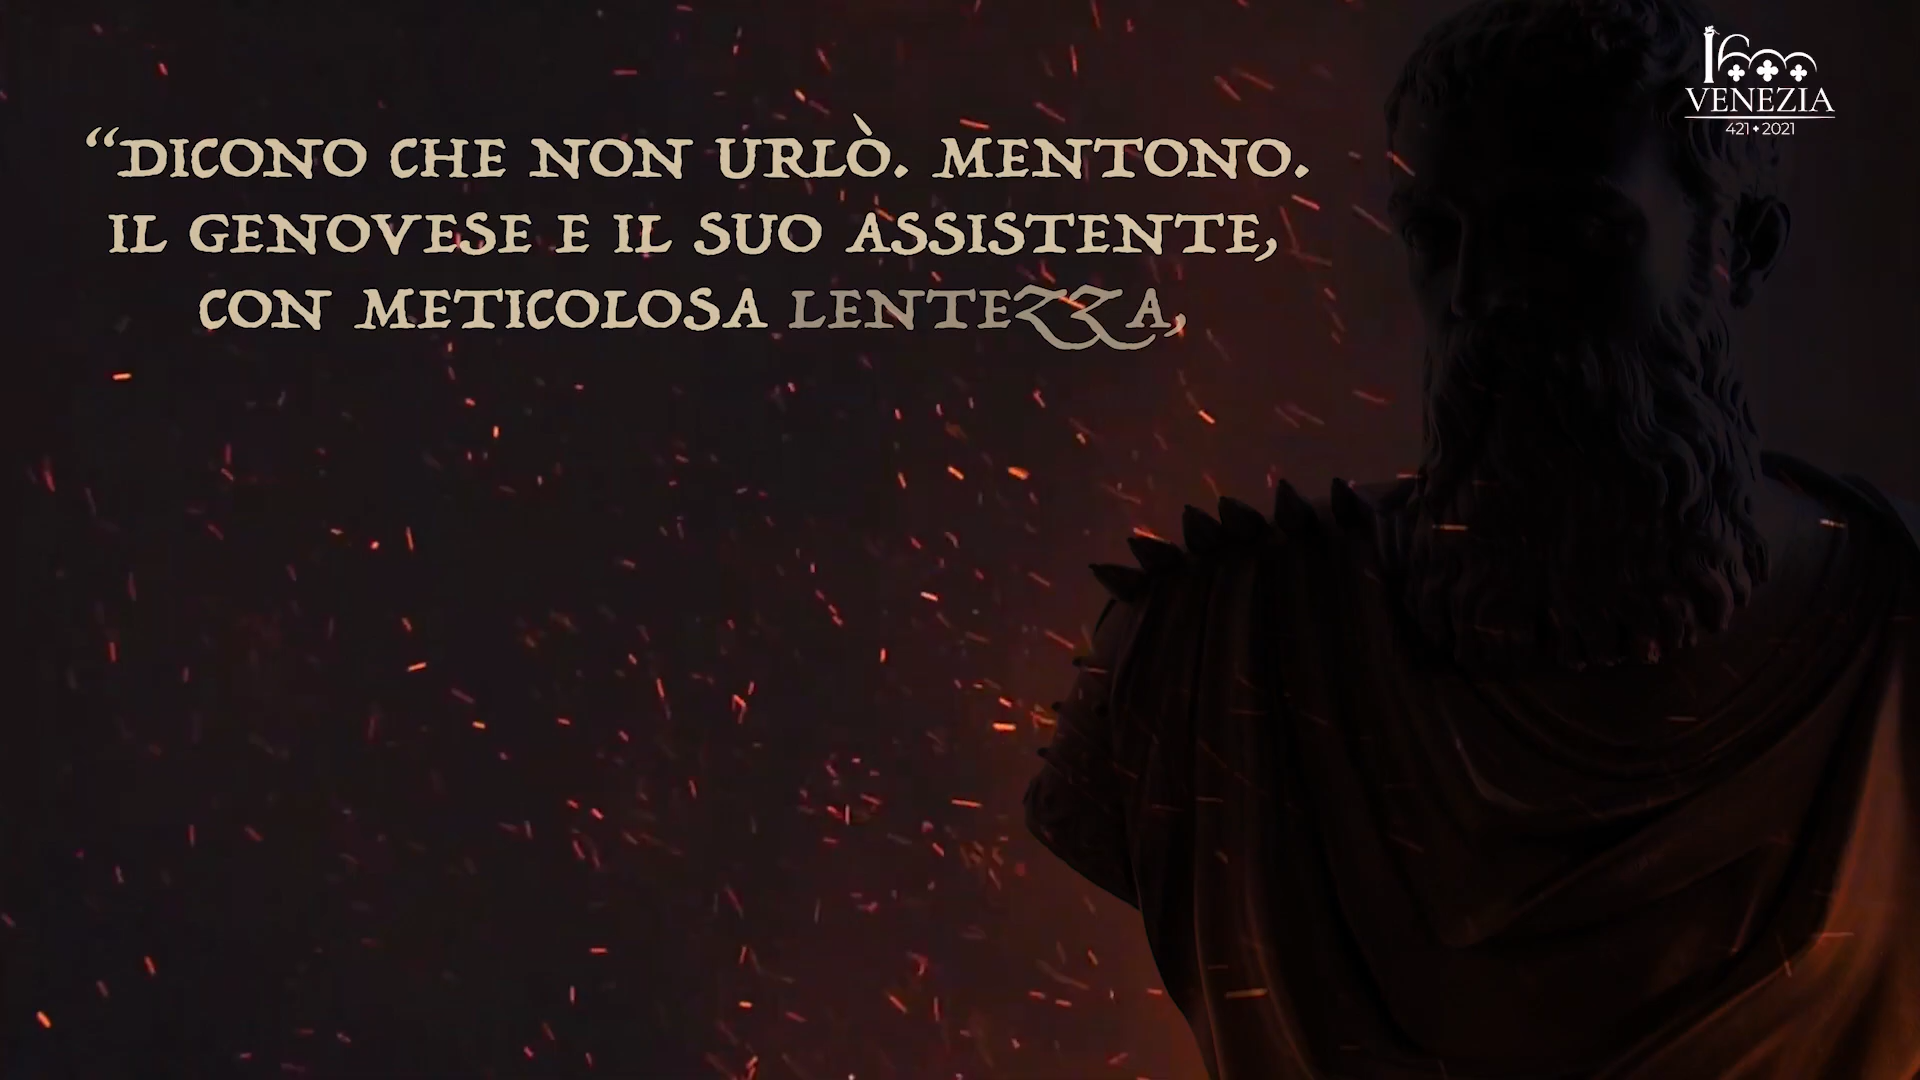 “DICONO CHE NON URLÒ. MENTONO.
IL GENOVESE E IL SUO ASSISTENTE,
CON METICOLOSA LENTEZZA,
1600
VENEZIA
421•2021